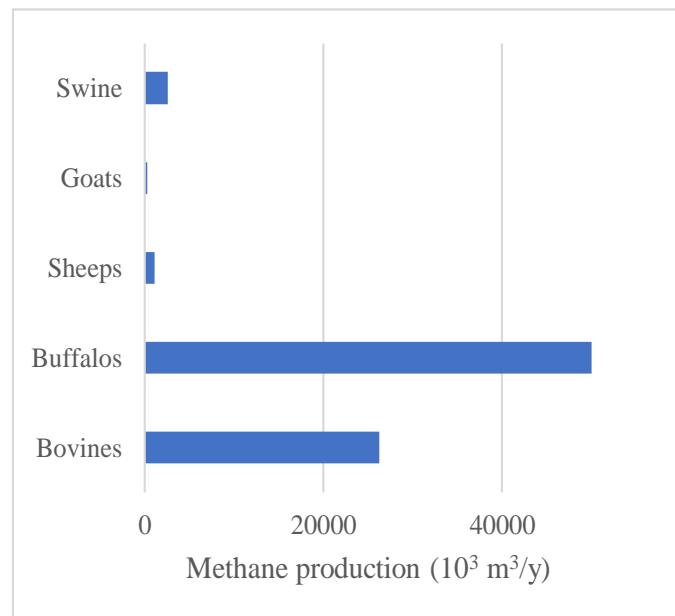 Swine
Goats
Sheeps
Buffalos
Bovines
0 20000 40000
Methane production (10³ m³/y)